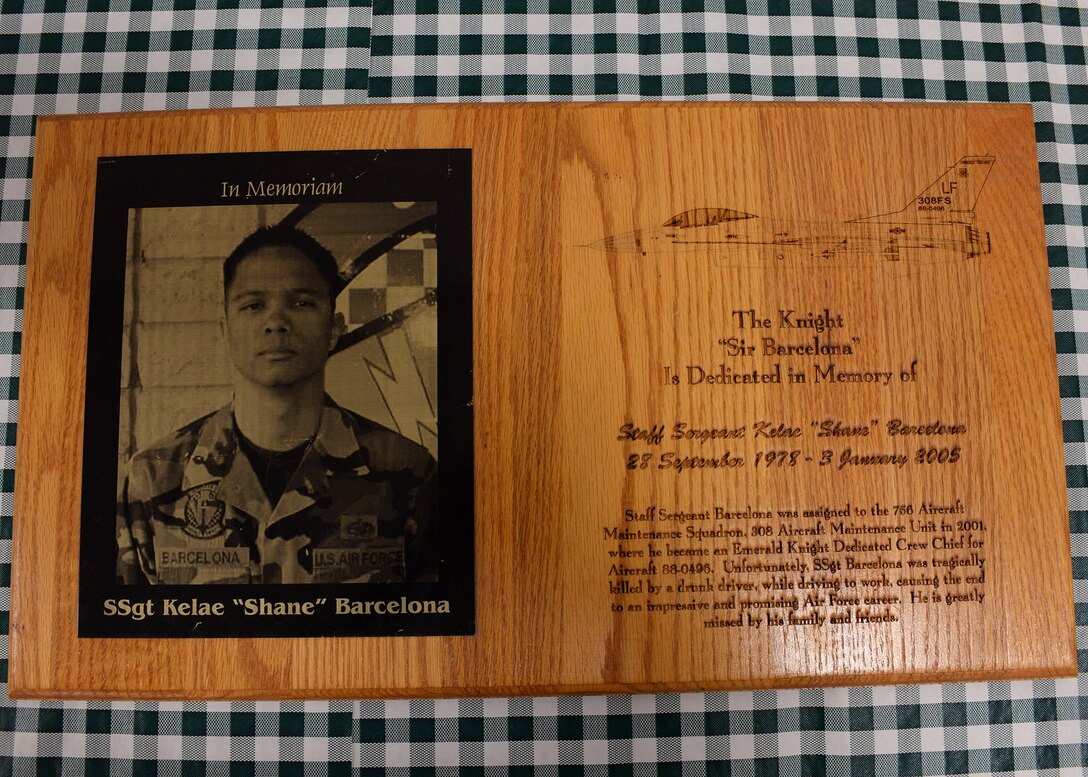 In Memoriam
BARCELONA
U.S. AIR FORCE
SSgt Kelae “Shane” Barcelona
LF
308FS
88-0496
The Knight
“Sir Barcelona”
Is Dedicated in Memory of
Staff Sergeant Kelae “Shane” Barcelona
28 September 1978 - 3 January 2005
Staff Sergeant Barcelona was assigned to the 756 Aircraft
Maintenance Squadron, 308 Aircraft Maintenance Unit in 2001,
where he became an Emerald Knight Dedicated Crew Chief for
Aircraft 88-0496. Unfortunately, SSgt Barcelona was tragically
killed by a drunk driver, while driving to work, causing the end
to an impressive and promising Air Force career. He is greatly
missed by his family and friends.